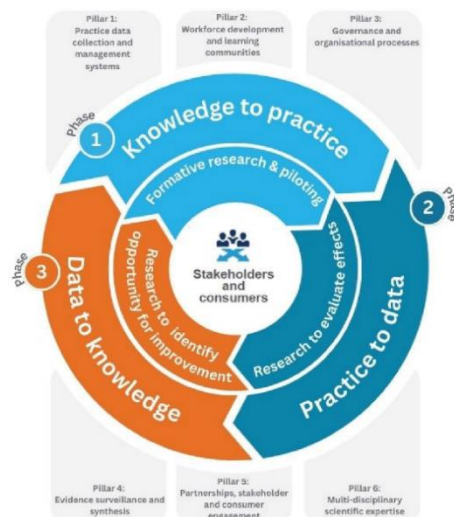 Pillar 1:
Practice data
collection and
management
systems
Pillar 2:
Workforce development
and learning
communities
Pillar 3:
Governance and
organisational processes
Phase
1
Knowledge to practice
Formative research & piloting
Phase
2
Practice to data
Research to evaluate effects
Phase
3
Data to knowledge
Research to identify
opportunity for improvement
Stakeholders
and
consumers
Pillar 4:
Evidence surveillance and
synthesis
Pillar 5:
Partnerships, stakeholder
and consumer
engagement
Pillar 6:
Multi-disciplinary
scientific expertise